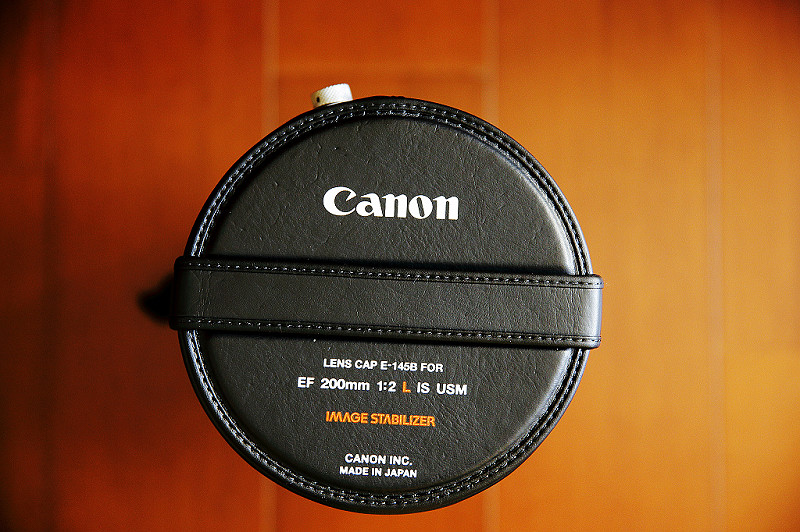 Canon
LENS CAP E-145B FOR
EF 200mm 1:2 L IS USM
IMAGE STABILIZER
CANON INC.
MADE IN JAPAN